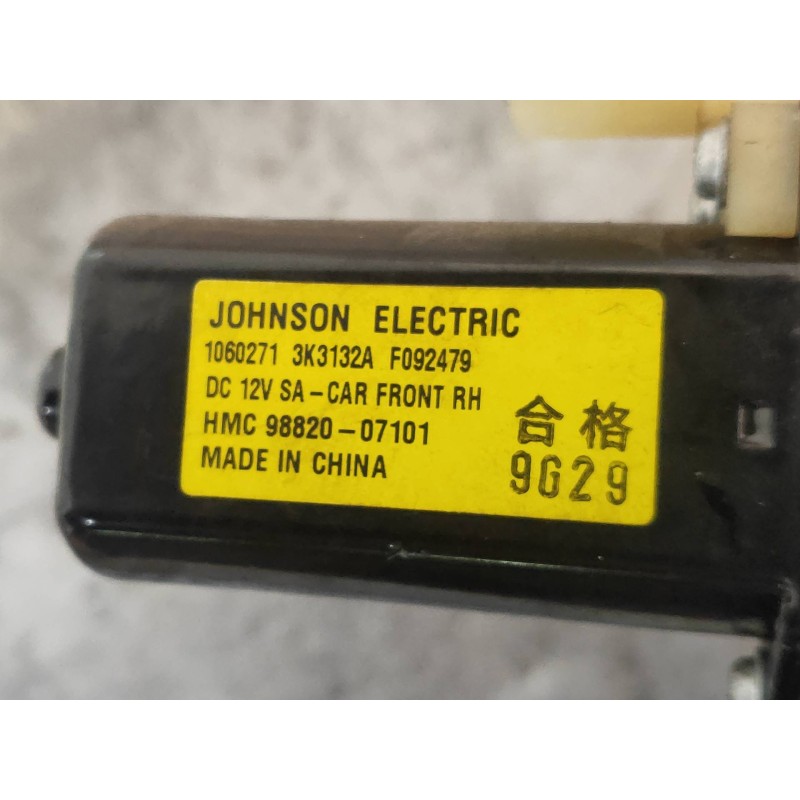 JOHNSON ELECTRIC
1060271 3K3132A F092479
DC 12V SA-CAR FRONT RH
HMC 98820-07101
MADE IN CHINA
合格
9G29